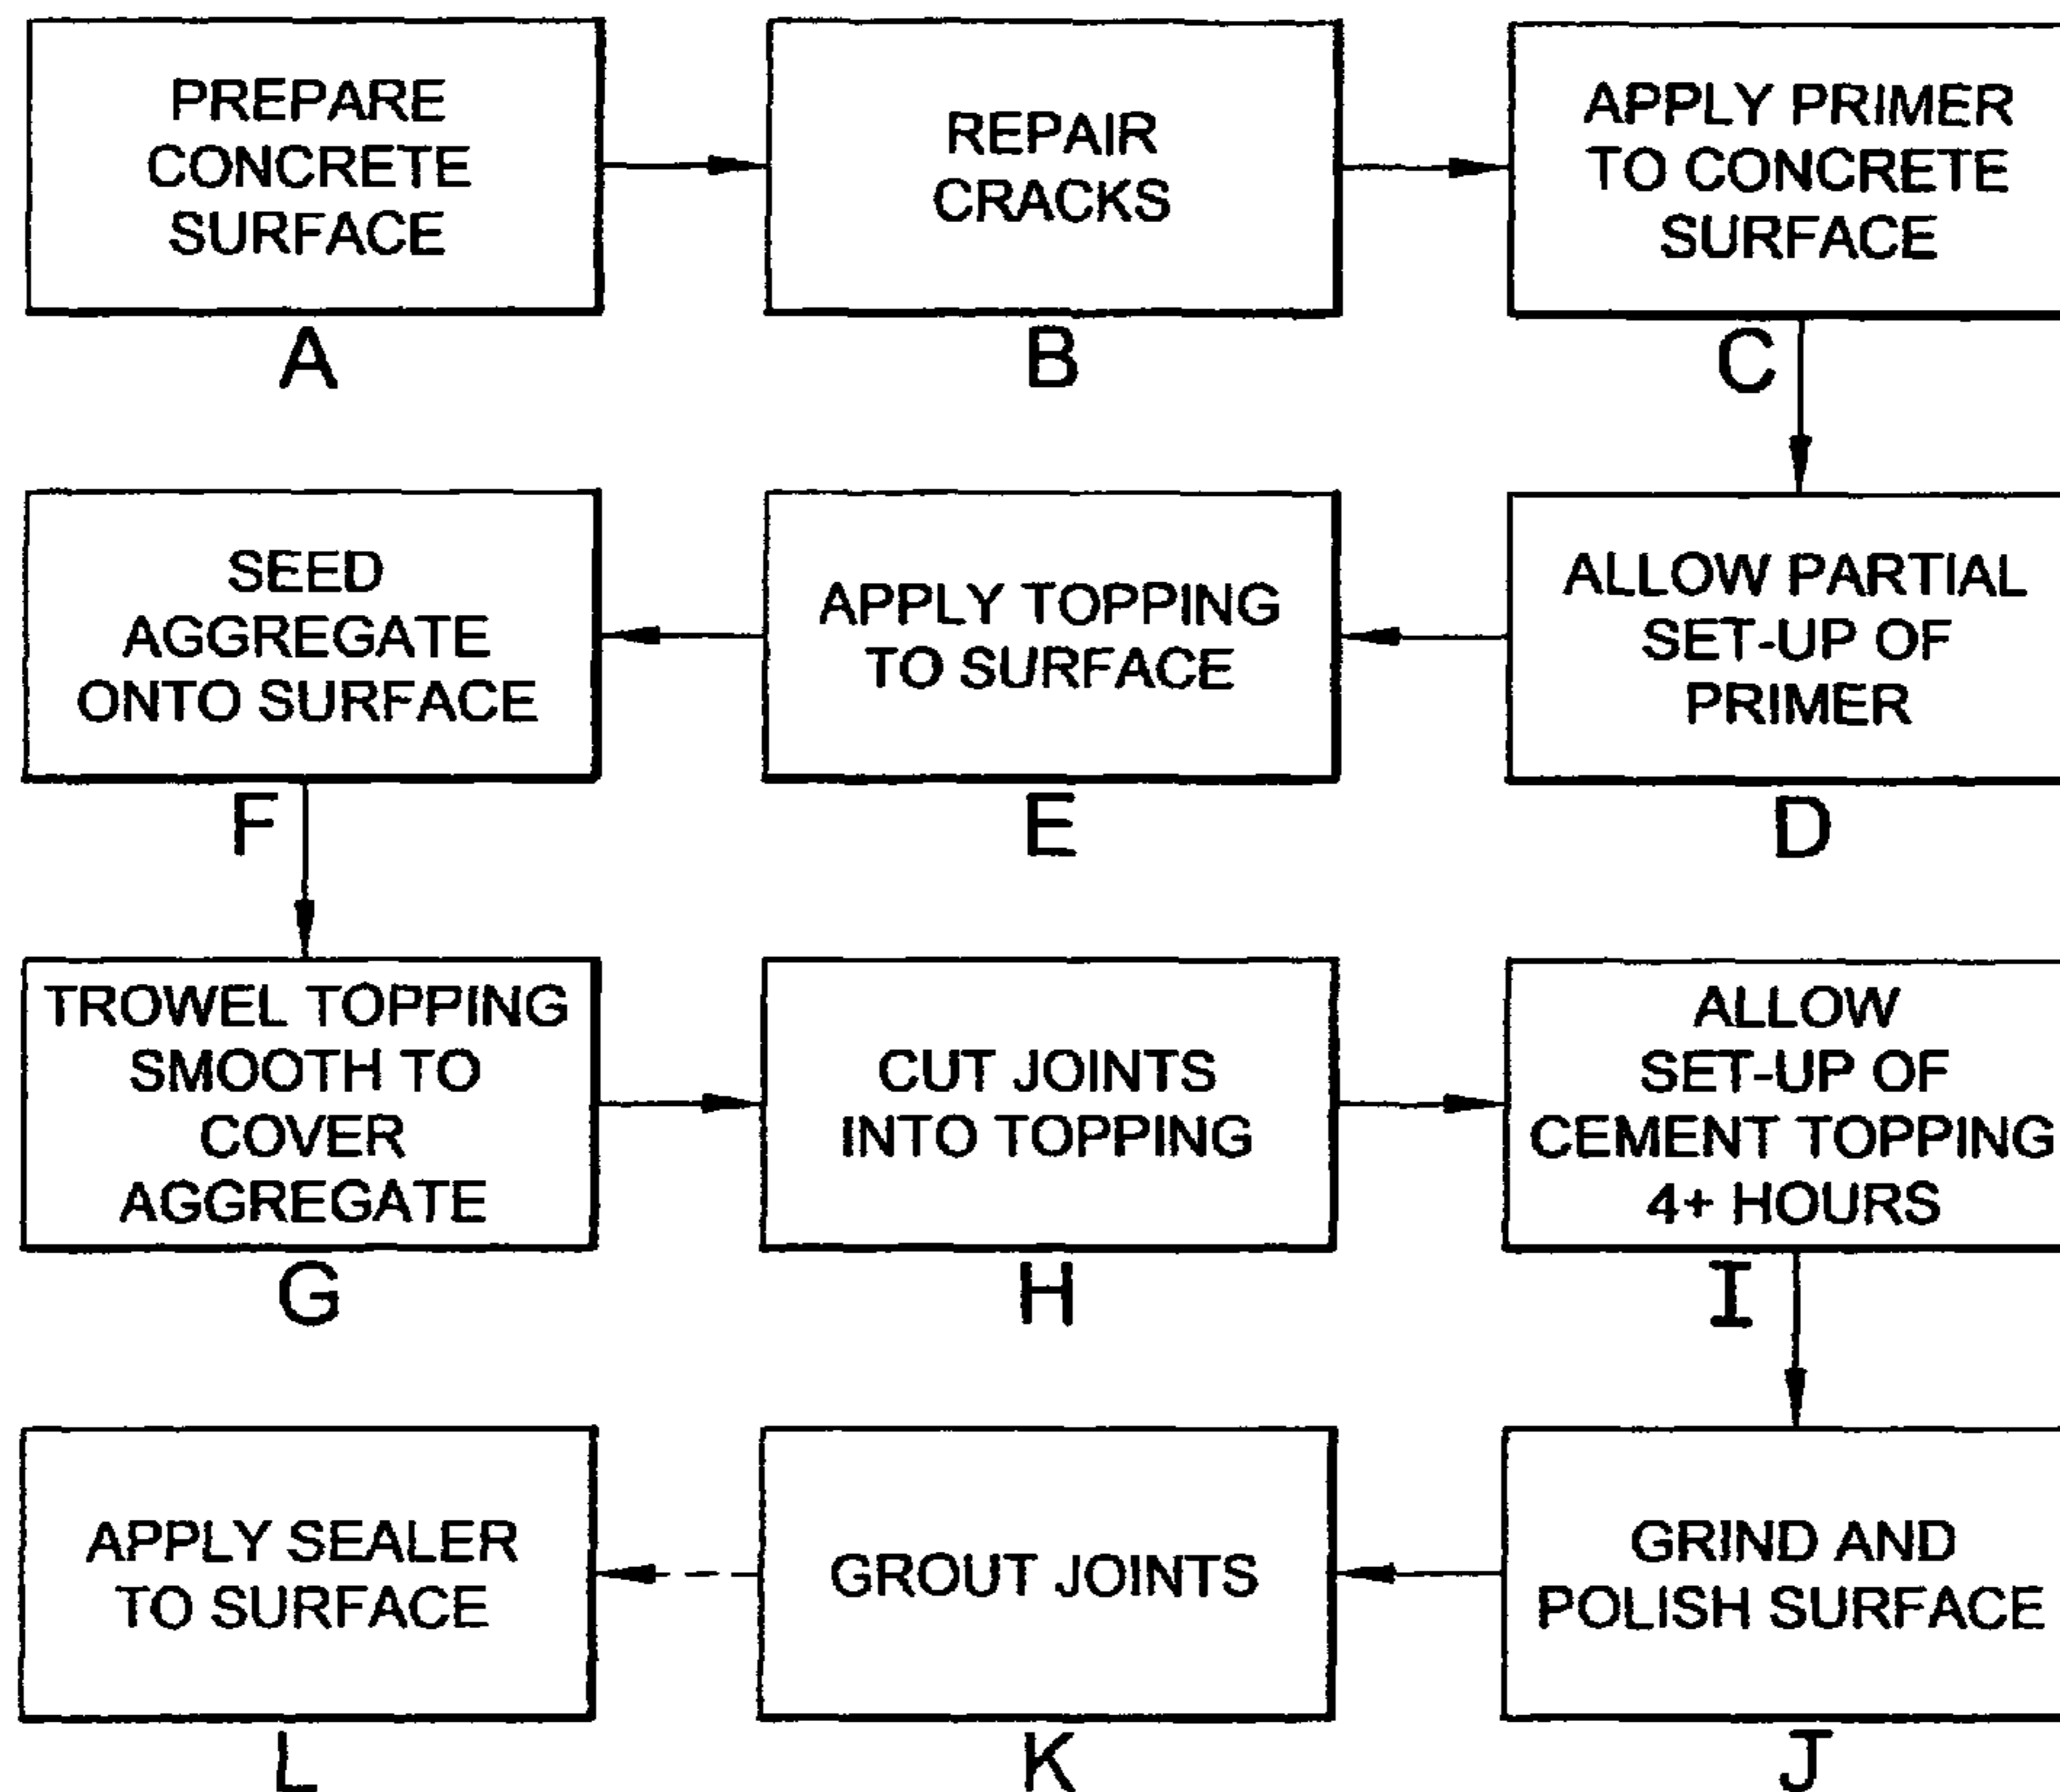 PREPARE
CONCRETE
SURFACE
A
REPAIR
CRACKS
B
APPLY PRIMER
TO CONCRETE
SURFACE
C
ALLOW PARTIAL
SET-UP OF
PRIMER
D
APPLY TOPPING
TO SURFACE
E
SEED
AGGREGATE
ONTO SURFACE
F
TROWEL TOPPING
SMOOTH TO
COVER
AGGREGATE
G
CUT JOINTS
INTO TOPPING
H
ALLOW
SET-UP OF
CEMENT TOPPING
4+ HOURS
I
GRIND AND
POLISH SURFACE
J
GROUT JOINTS
K
APPLY SEALER
TO SURFACE
L